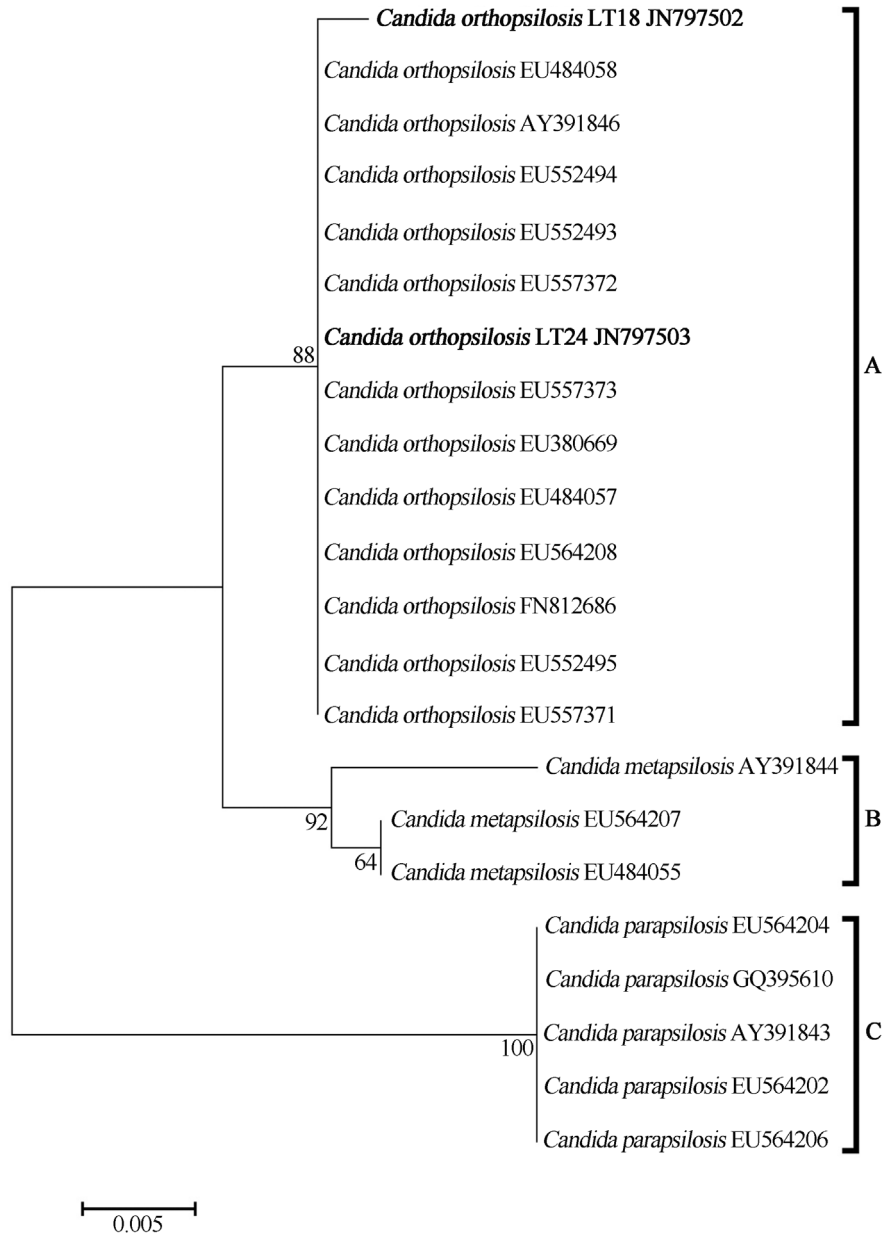 Candida orthopsilosis LT18 JN797502
Candida orthopsilosis EU484058
Candida orthopsilosis AY391846
Candida orthopsilosis EU552494
Candida orthopsilosis EU552493
Candida orthopsilosis EU557372
Candida orthopsilosis LT24 JN797503
88
A
Candida orthopsilosis EU557373
Candida orthopsilosis EU380669
Candida orthopsilosis EU484057
Candida orthopsilosis EU564208
Candida orthopsilosis FN812686
Candida orthopsilosis EU552495
Candida orthopsilosis EU557371
Candida metapsilosis AY391844
92
Candida metapsilosis EU564207
B
64
Candida metapsilosis EU484055
Candida parapsilosis EU564204
Candida parapsilosis GQ395610
Candida parapsilosis AY391843
C
100
Candida parapsilosis EU564202
Candida parapsilosis EU564206
0.005